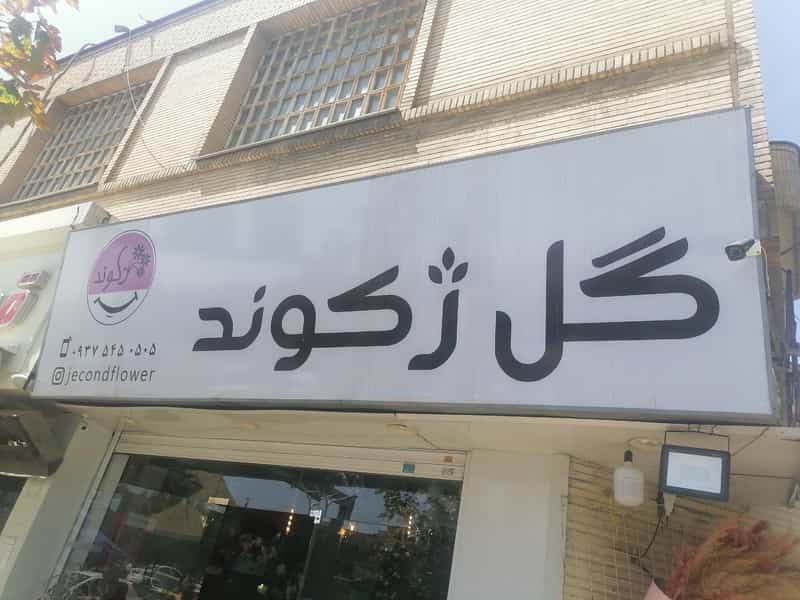 گل ژکوند
ژکوند
۰۹۳۷ ۵۴۵ ۰۵۰۵
jecondflower